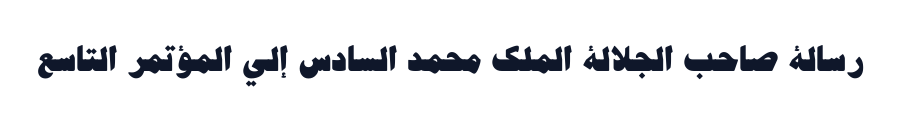 رسالة صاحب الجلالة الملك محمد السادس إلي المؤتمر التاسع